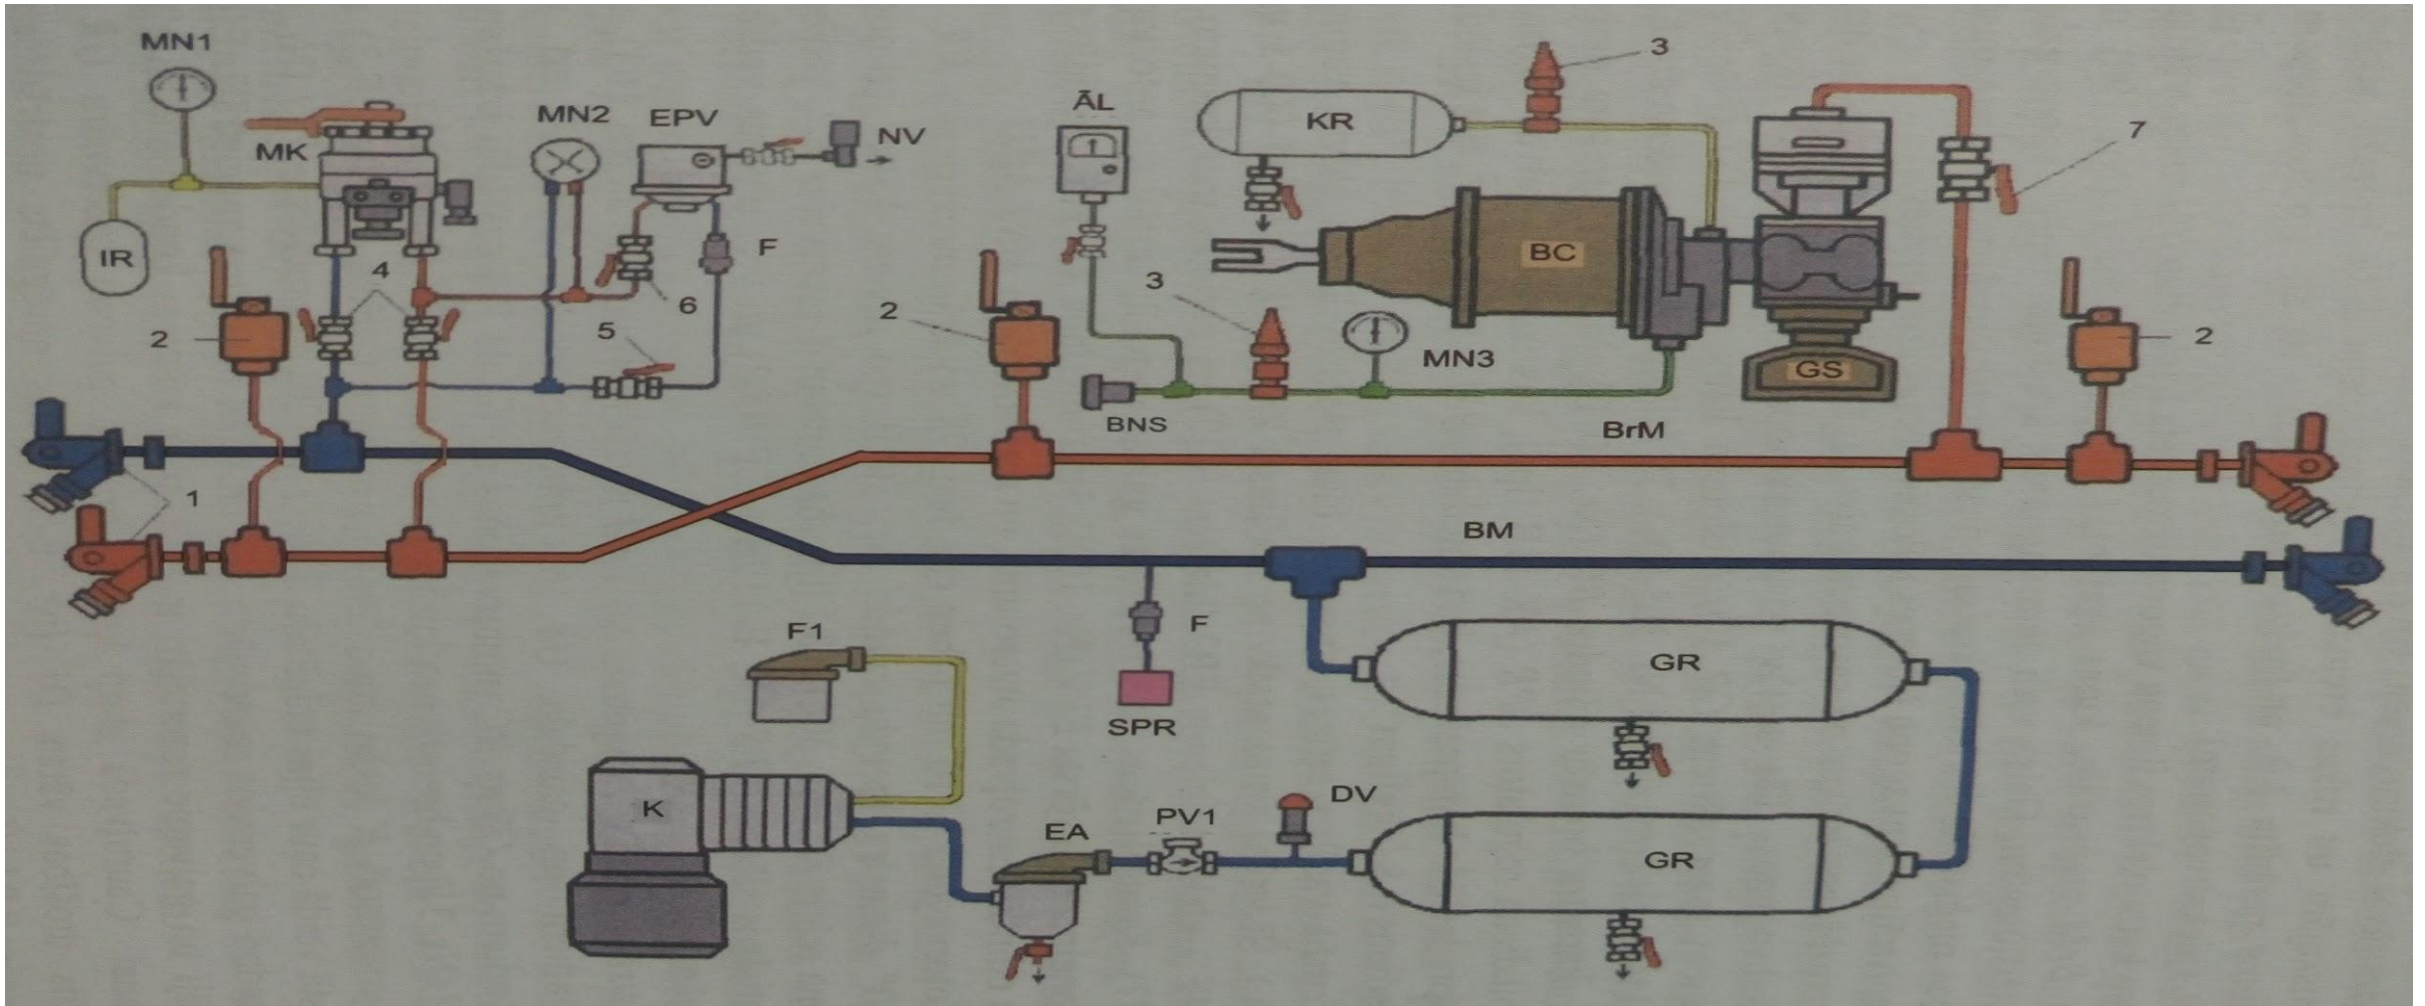 MN1
MK
IR
MN2
EPV
NV
F
4
6
5
2
1
ĀL
KR
3
7
BC
3
2
MN3
GS
BNS
BrM
2
BM
F1
F
SPR
GR
K
EA
PV1
DV
GR